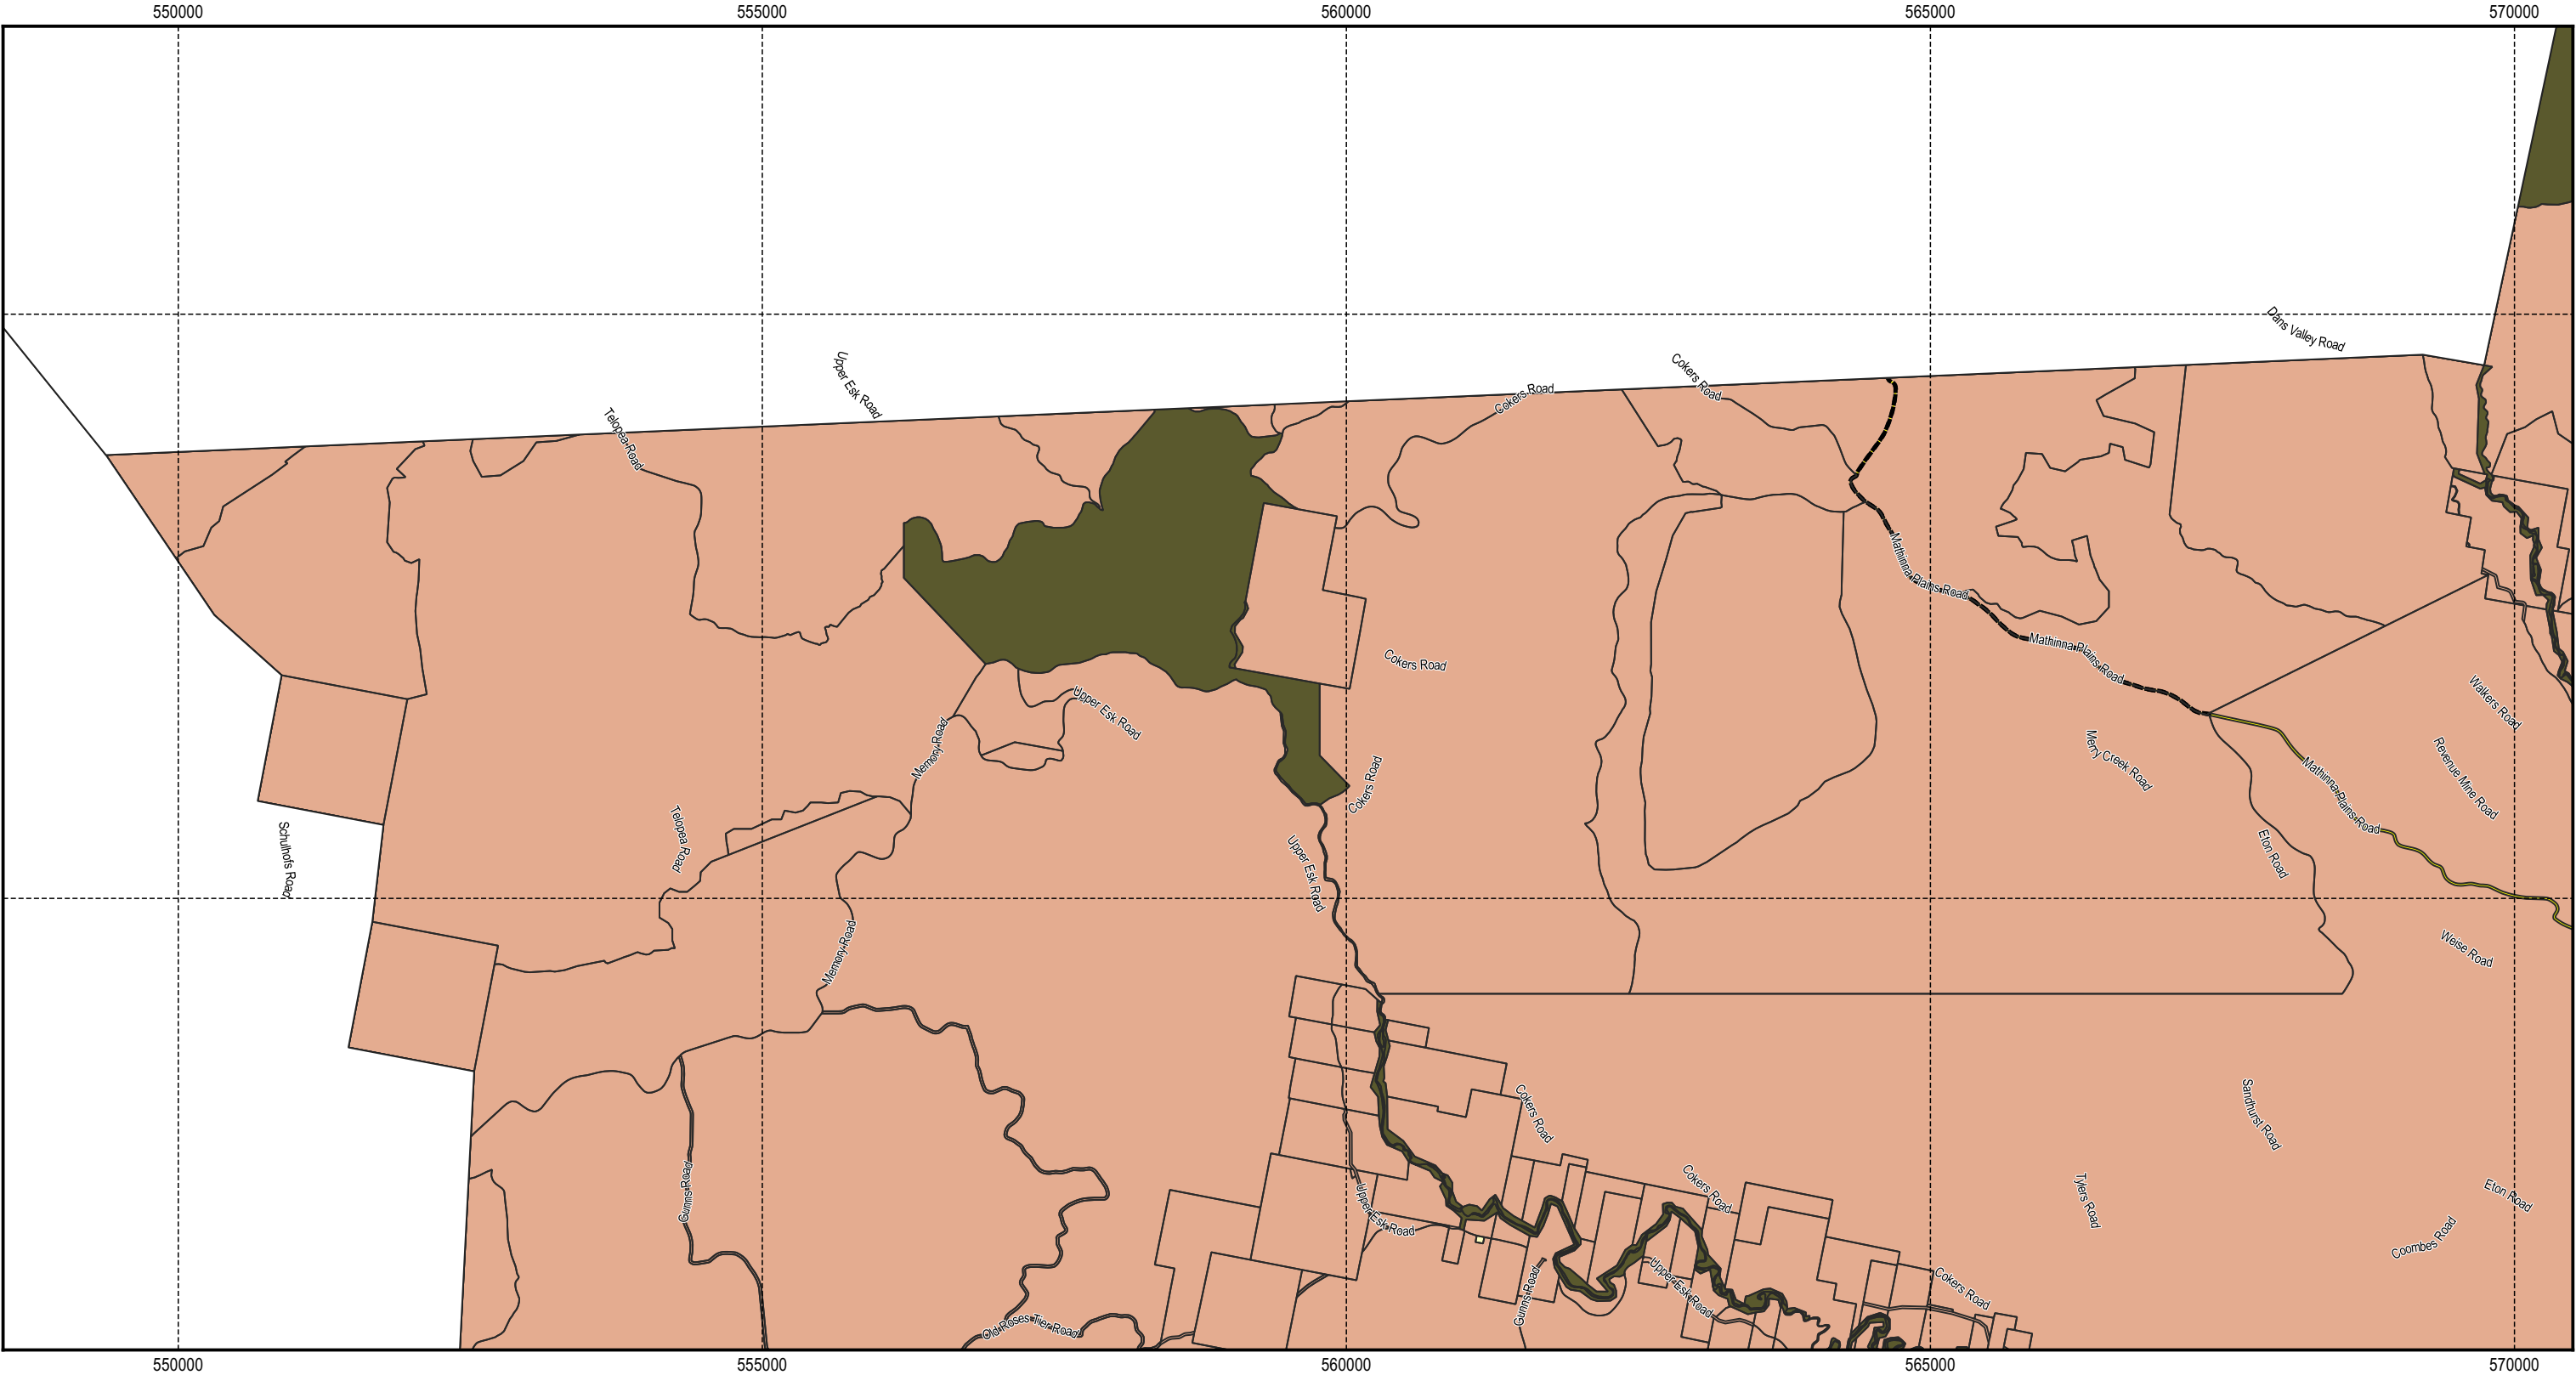 550000 555000 560000 565000 570000
Dans Valley Road
Upper Esk Road
Cokers Road
Cokers Road
Telopea Road
Mathinna Plains Road
Mathinna Plains Road
Cokers Road
Upper Esk Road
Walkers Road
Memory Road
Merry Creek Road
Revenue Mine Road
Cokers Road
Mathinna Plains Road
Telopea Road
Schulhofs Road
Upper Esk Road
Eton Road
Memory Road
Weise Road
Cokers Road
Sandhurst Road
Gunns Road
Cokers Road
Tylers Road
Eton Road
Upper Esk Road
Coombes Road
Upper Esk Road
Gunns Road
Cokers Road
Old Roses Tier Road
550000 555000 560000 565000 570000